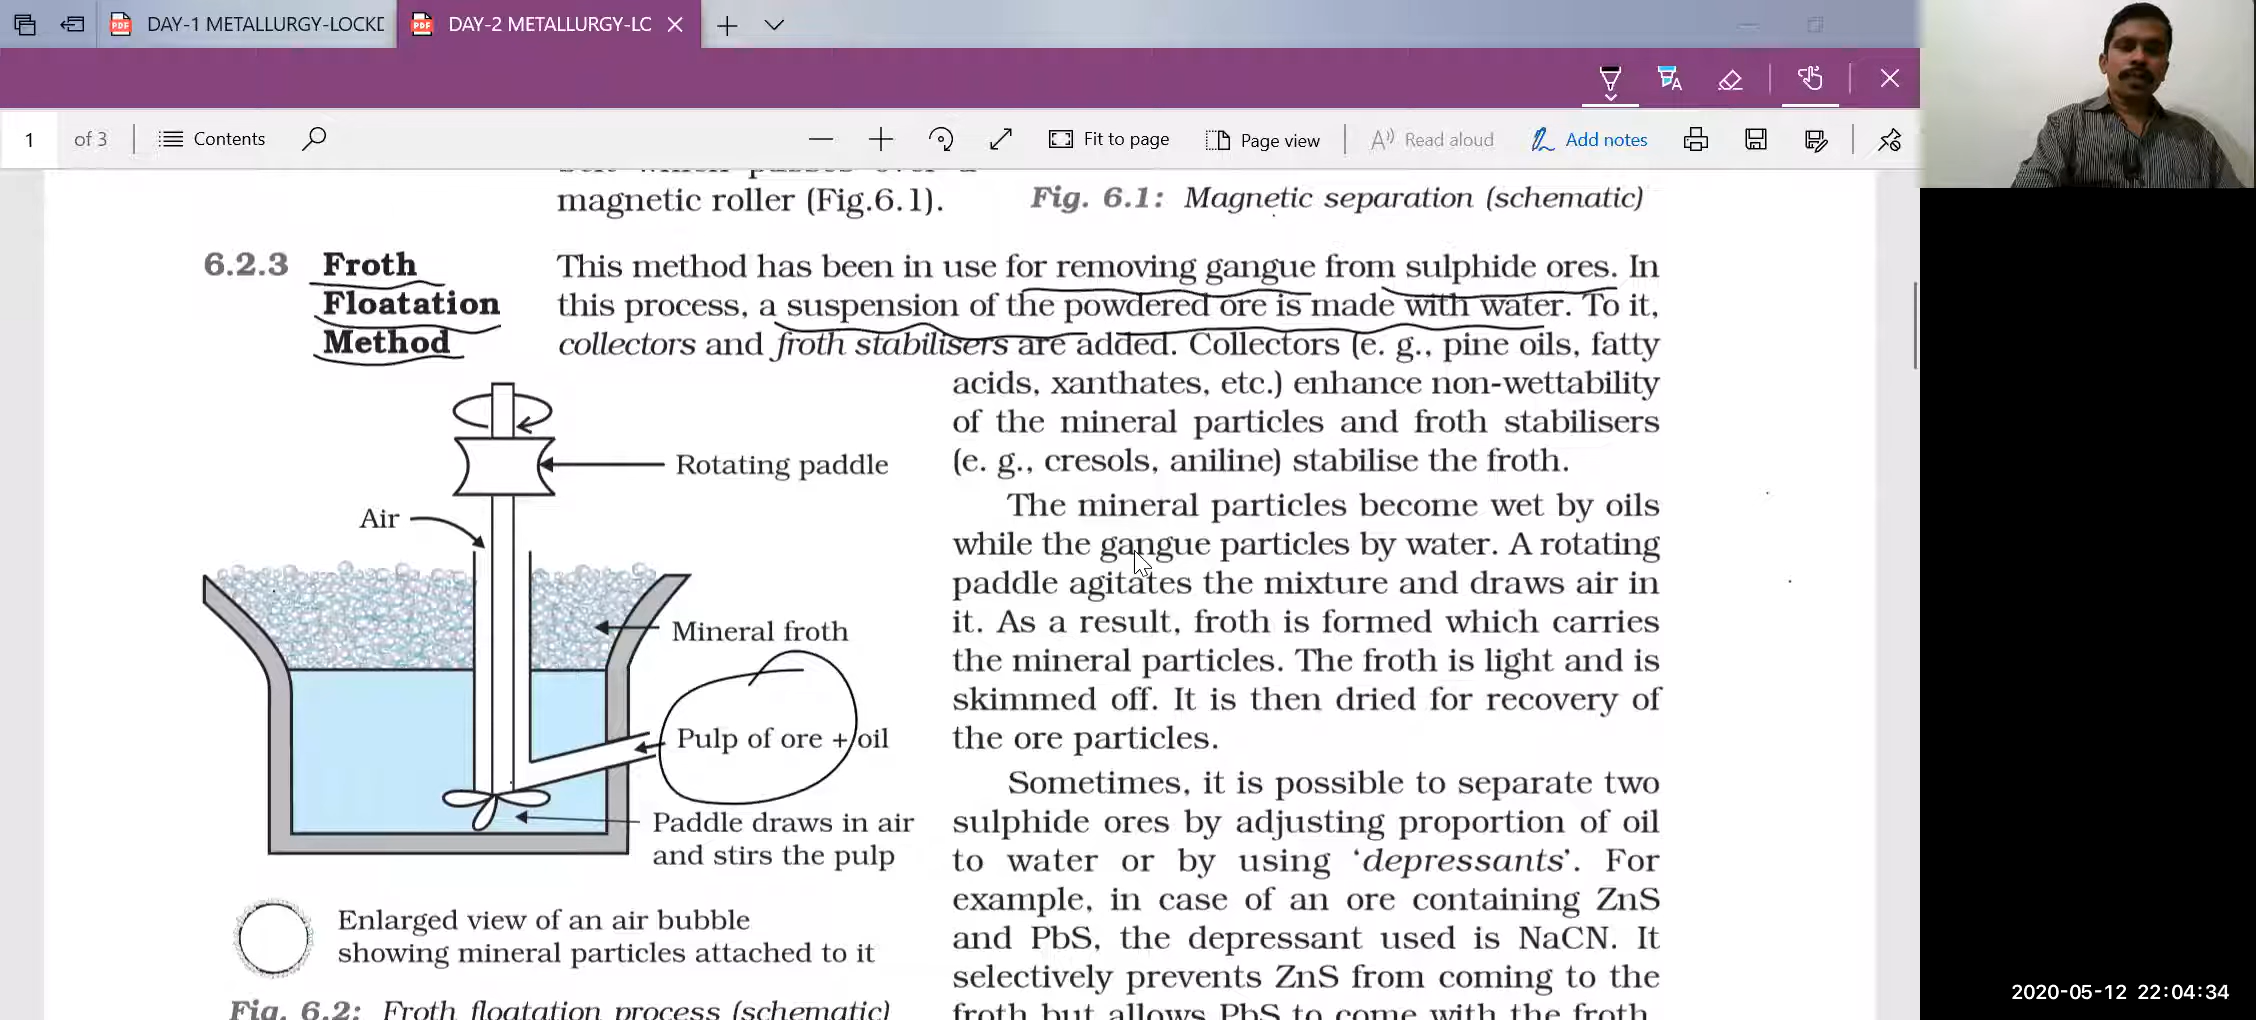 DAY-1 METALLURGY-LOCKD
DAY-2 METALLURGY-LC
1 of 3
Contents
Fit to page
Page view
Read aloud
Add notes
magnetic roller (Fig.6.1).
Fig. 6.1: Magnetic separation (schematic)
6.2.3 Froth
Floatation
Method
This method has been in use for removing gangue from sulphide ores. In
this process, a suspension of the powdered ore is made with water. To it,
collectors and froth stabilisers are added. Collectors (e. g., pine oils, fatty
acids, xanthates, etc.) enhance non-wettability
of the mineral particles and froth stabilisers
(e. g., cresols, aniline) stabilise the froth.
The mineral particles become wet by oils
while the gangue particles by water. A rotating
paddle agitates the mixture and draws air in
it. As a result, froth is formed which carries
the mineral particles. The froth is light and is
skimmed off. It is then dried for recovery of
the ore particles.
Sometimes, it is possible to separate two
sulphide ores by adjusting proportion of oil
to water or by using ‘depressants’. For
example, in case of an ore containing ZnS
and PbS, the depressant used is NaCN. It
selectively prevents ZnS from coming to the
froth but allows PbS to come with the froth.
Rotating paddle
Air
Mineral froth
Pulp of ore + oil
Paddle draws in air
and stirs the pulp
Enlarged view of an air bubble
showing mineral particles attached to it
Fig. 6.2: Froth floatation process (schematic)
2020-05-12 22:04:34